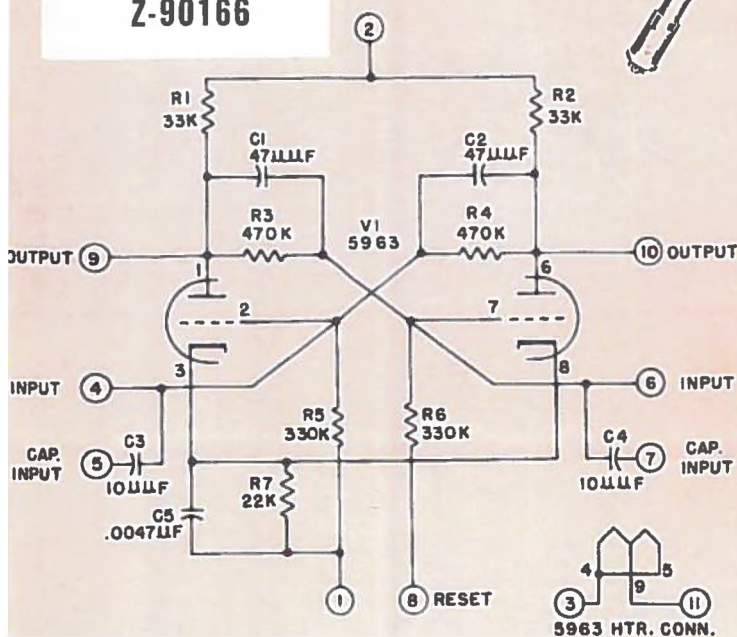 Z-90166
2
R1
33K
R2
33K
C1
47µµF
C2
47µµF
R3
470K
V1
5963
R4
470K
OUTPUT 9
10 OUTPUT
1
6
2
7
3
8
INPUT 4
6 INPUT
R5
330K
R6
330K
CAP.
INPUT
5
C3
10µµF
C4
10µµF
7
CAP.
INPUT
R7
22K
C5
.0047µF
4
5
9
1
8 RESET
3
11
5963 HTR. CONN.